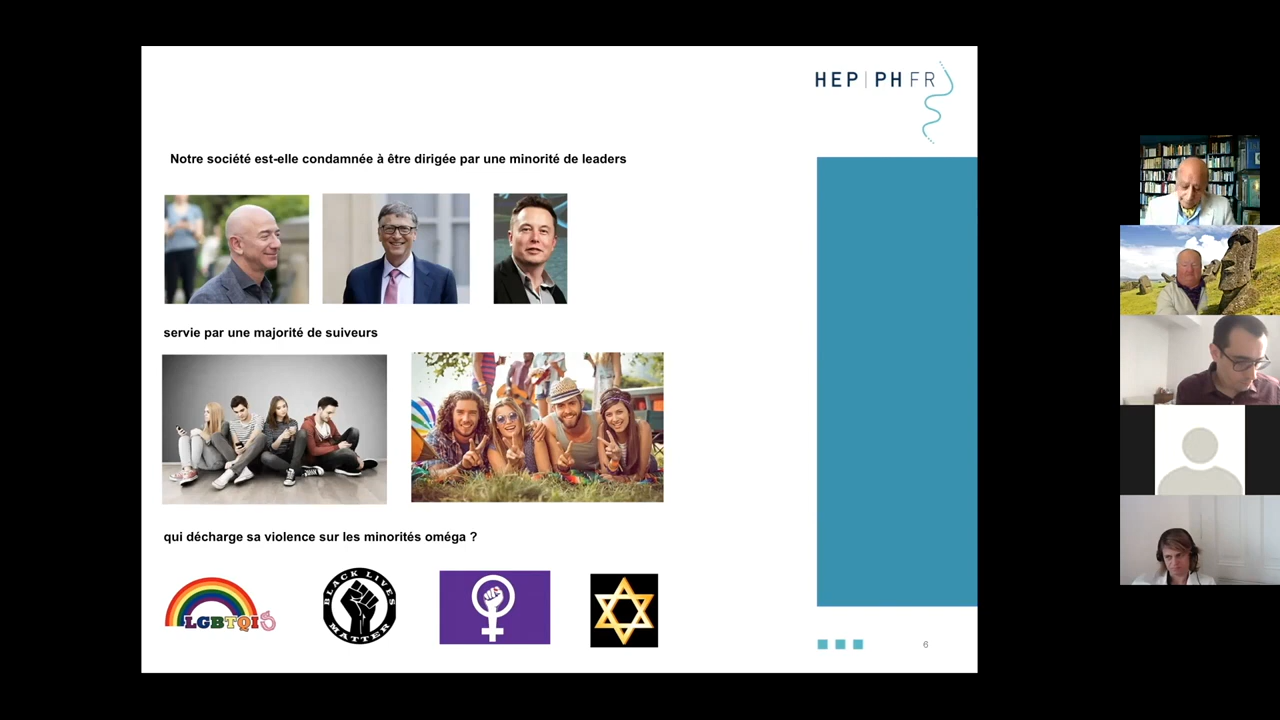 HEP | PH FR
Notre société est-elle condamnée à être dirigée par une minorité de leaders
servie par une majorité de suiveurs
qui décharge sa violence sur les minorités oméga ?
LGBTQI
BLACK LIVES
MATTER
6